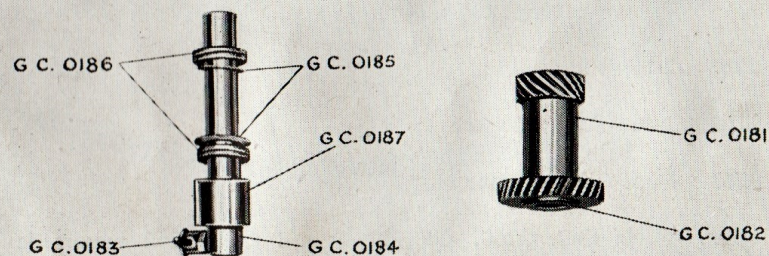 G C. 0186
G C. 0185
G C. 0187
G C. 0181
G C. 0183
G C. 0184
G C. 0182